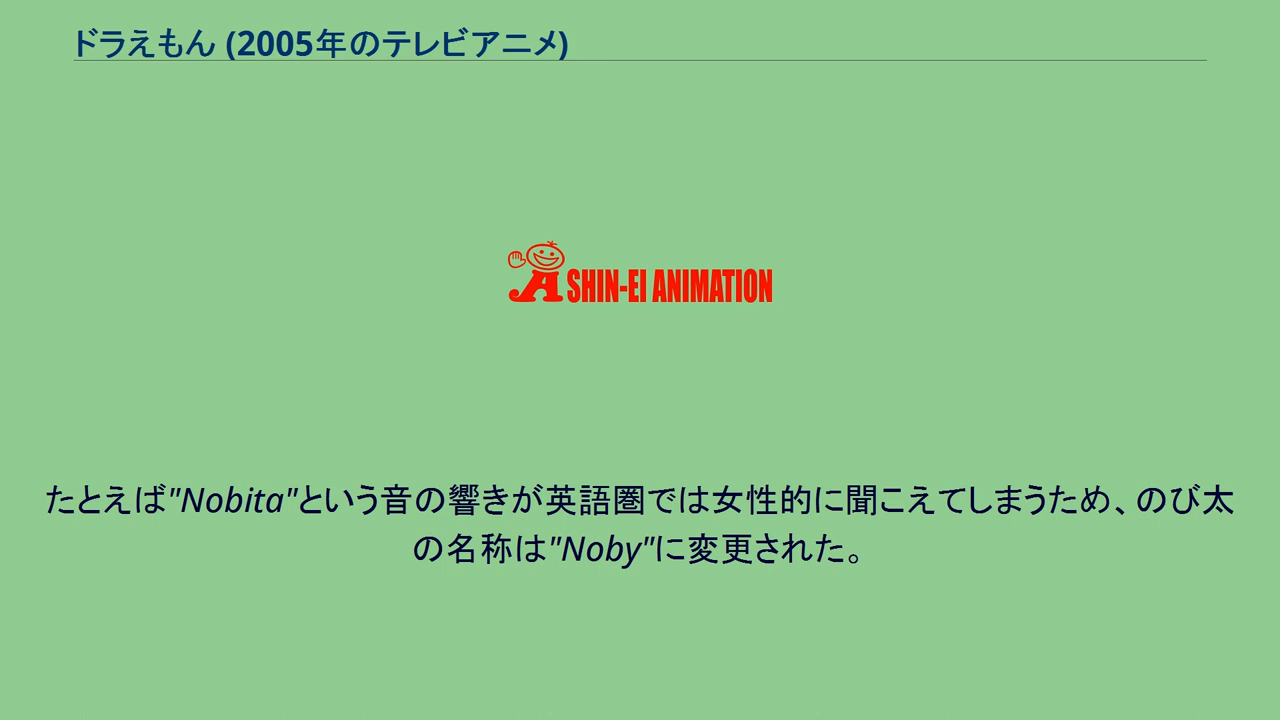 ドラえもん (2005年のテレビアニメ)
A SHIN-EI ANIMATION
たとえば"Nobita"という音の響きが英語圏では女性的に聞こえてしまうため、のび太
の名称は"Noby"に変更された。